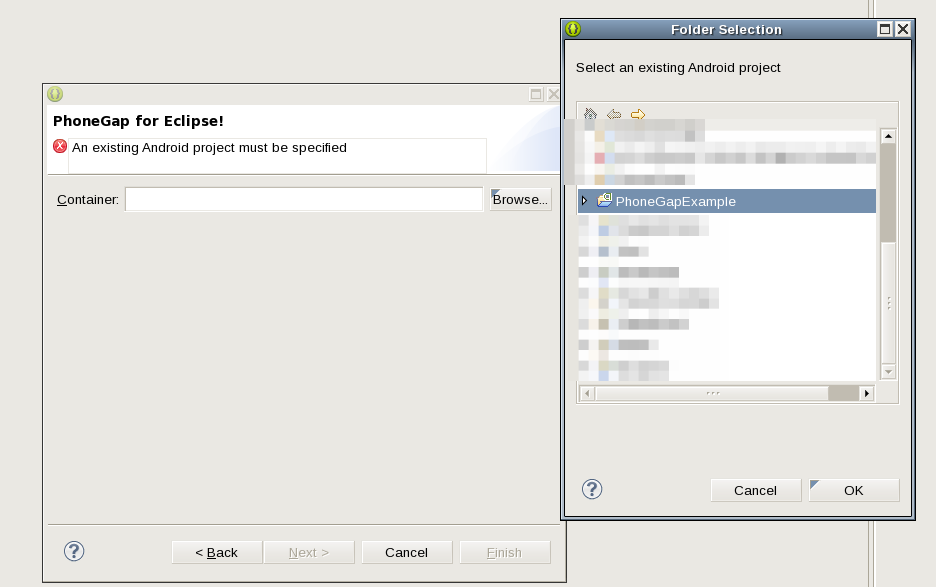 PhoneGap for Eclipse!
An existing Android project must be specified
Container:
Browse...
< Back
Next >
Cancel
Finish
Folder Selection
Select an existing Android project
PhoneGapExample
Cancel
OK